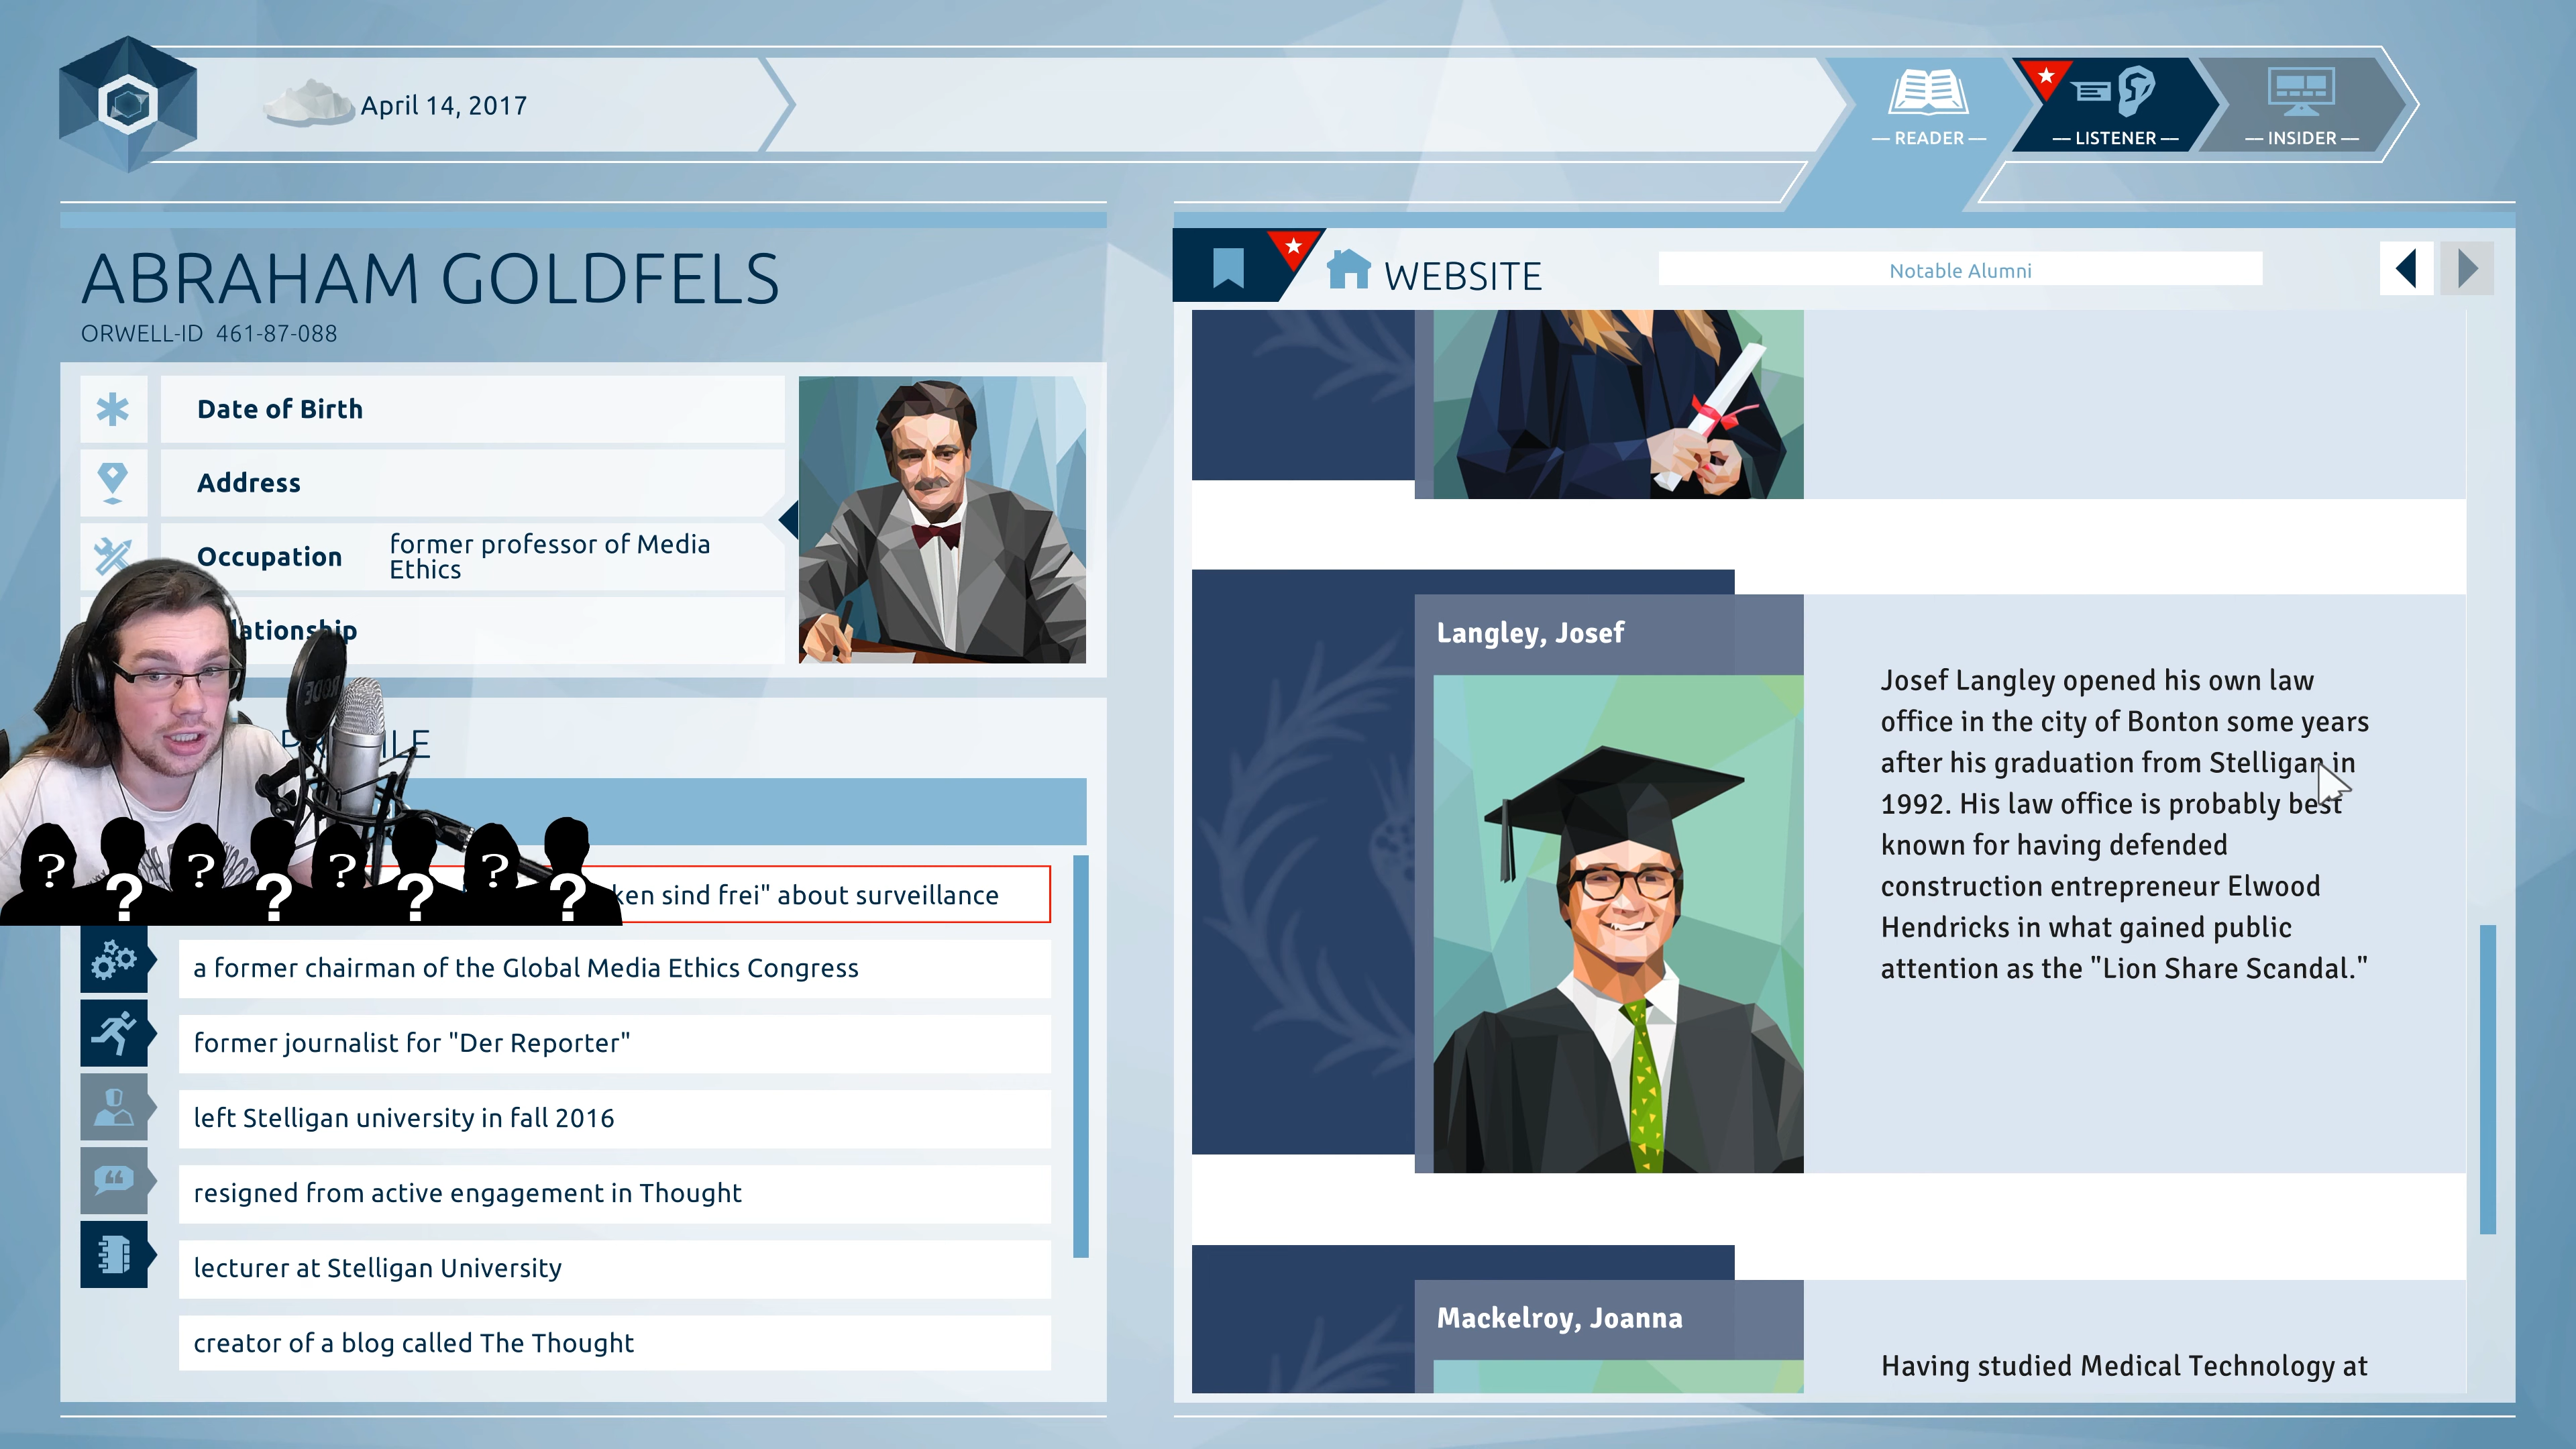 April 14, 2017
— READER —
— LISTENER —
— INSIDER —
ABRAHAM GOLDFELS
ORWELL-ID 461-87-088
Date of Birth
Address
Occupation
former professor of Media
Ethics
lationship
ken sind frei" about surveillance
a former chairman of the Global Media Ethics Congress
former journalist for "Der Reporter"
left Stelligan university in fall 2016
resigned from active engagement in Thought
lecturer at Stelligan University
creator of a blog called The Thought
RODE
? ? ? ? ? ? ? ?
WEBSITE
Notable Alumni
Langley, Josef
Josef Langley opened his own law
office in the city of Bonton some years
after his graduation from Stelligan in
1992. His law office is probably best
known for having defended
construction entrepreneur Elwood
Hendricks in what gained public
attention as the "Lion Share Scandal."
Mackelroy, Joanna
Having studied Medical Technology at